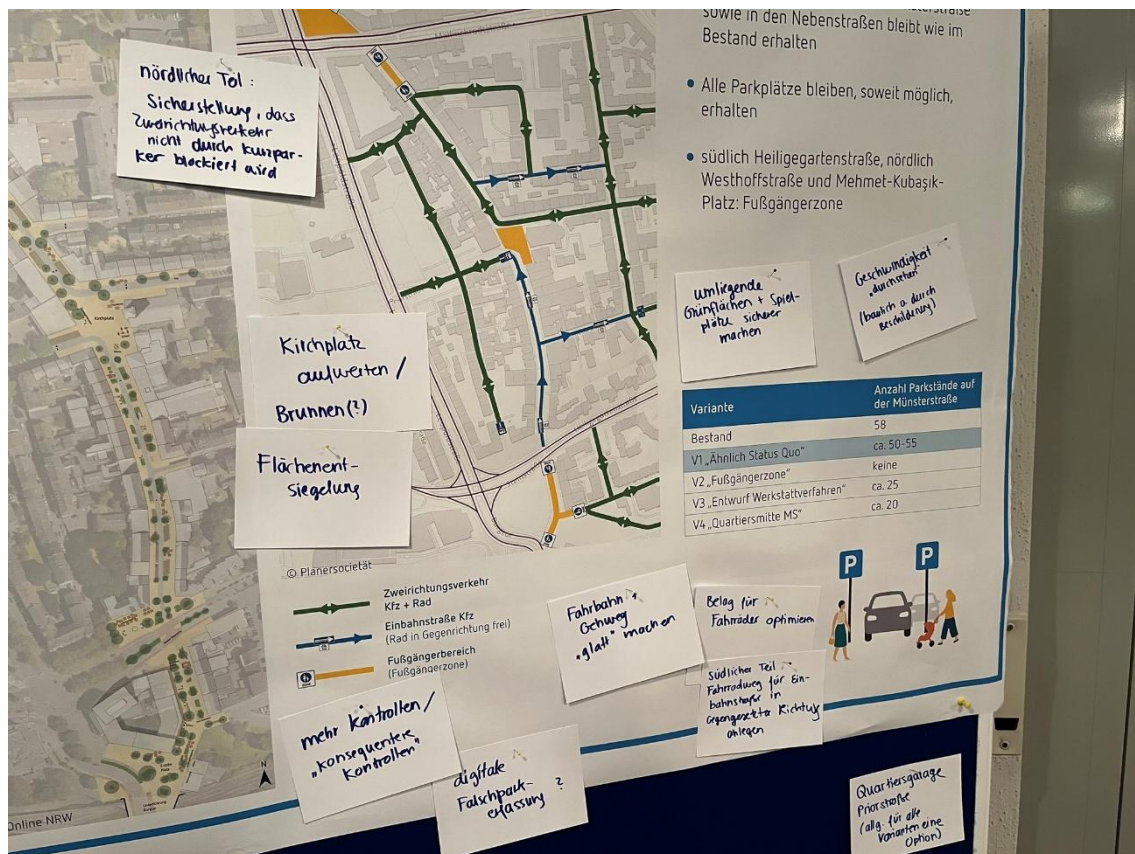 nördlicher Teil:
Sicherstellung, dass
Zweirichtungsverkehr
nicht durch Kurzpar-
ker blockiert wird
sowie in den Nebenstraßen bleibt wie im
Bestand erhalten
• Alle Parkplätze bleiben, soweit möglich,
erhalten
• südlich Heiligegartenstraße, nördlich
Westhoffstraße und Mehmet-Kubaşık-
Platz: Fußgängerzone
umliegende
Grünflächen + Spiel-
plätze sicherer
machen
Geschwindigkeit
"durchsetzen"
(baulich o. durch
Beschilderung)
Kirchplatz
aufwerten /
Brunnen (?)
Flächenent-
siegelung
Variante Anzahl Parkstände auf
der Münsterstraße
Bestand 58
V1 „Ähnlich Status Quo" ca. 50-55
V2 „Fußgängerzone" keine
V3 „Entwurf Werkstattverfahren" ca. 25
V4 „Quartiersmitte MS" ca. 20
© Planersocietät
Zweirichtungsverkehr
Kfz + Rad
Einbahnstraße Kfz
(Rad in Gegenrichtung frei)
Fußgängerbereich
(Fußgängerzone)
Fahrbahn +
Gehweg
„glatt" machen
Belag für
Fahrräder optimieren
P
P
Südlicher Teil
Fahrradweg für Ein-
bahnstraße in
Gegengesetzte Richtung
anlegen
mehr Kontrollen /
„konsequentere
Kontrollen"
digitale
Falschpark-
erfassung ?
Quartiersgarage
Priorstraße
(allg. für alle
Varianten eine
Option)
N
Online NRW